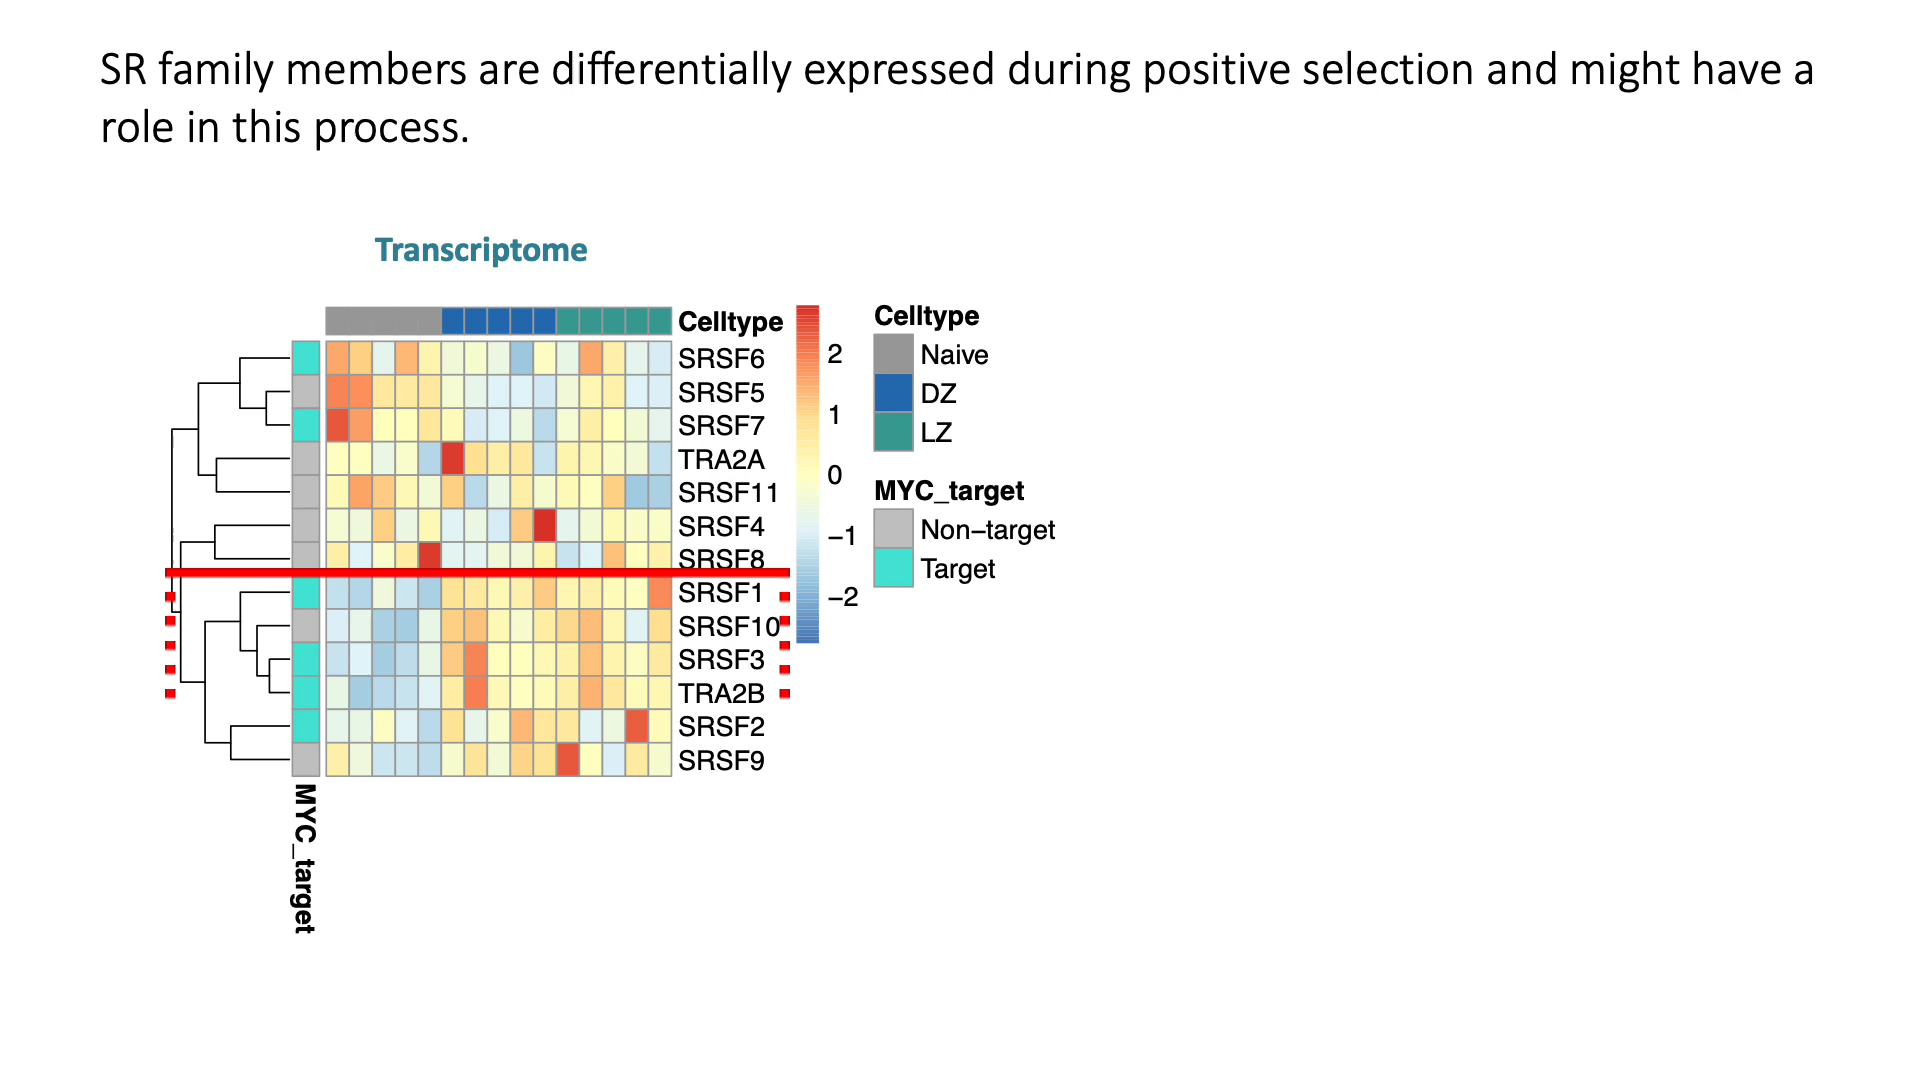 SR family members are differentially expressed during positive selection and might have a
role in this process.
Transcriptome
Celltype
SRSF6
SRSF5
SRSF7
TRA2A
SRSF11
SRSF4
SRSF8
SRSF1
SRSF10
SRSF3
TRA2B
SRSF2
SRSF9
MYC_target
2
1
0
−1
−2
Celltype
Naive
DZ
LZ
MYC_target
Non−target
Target